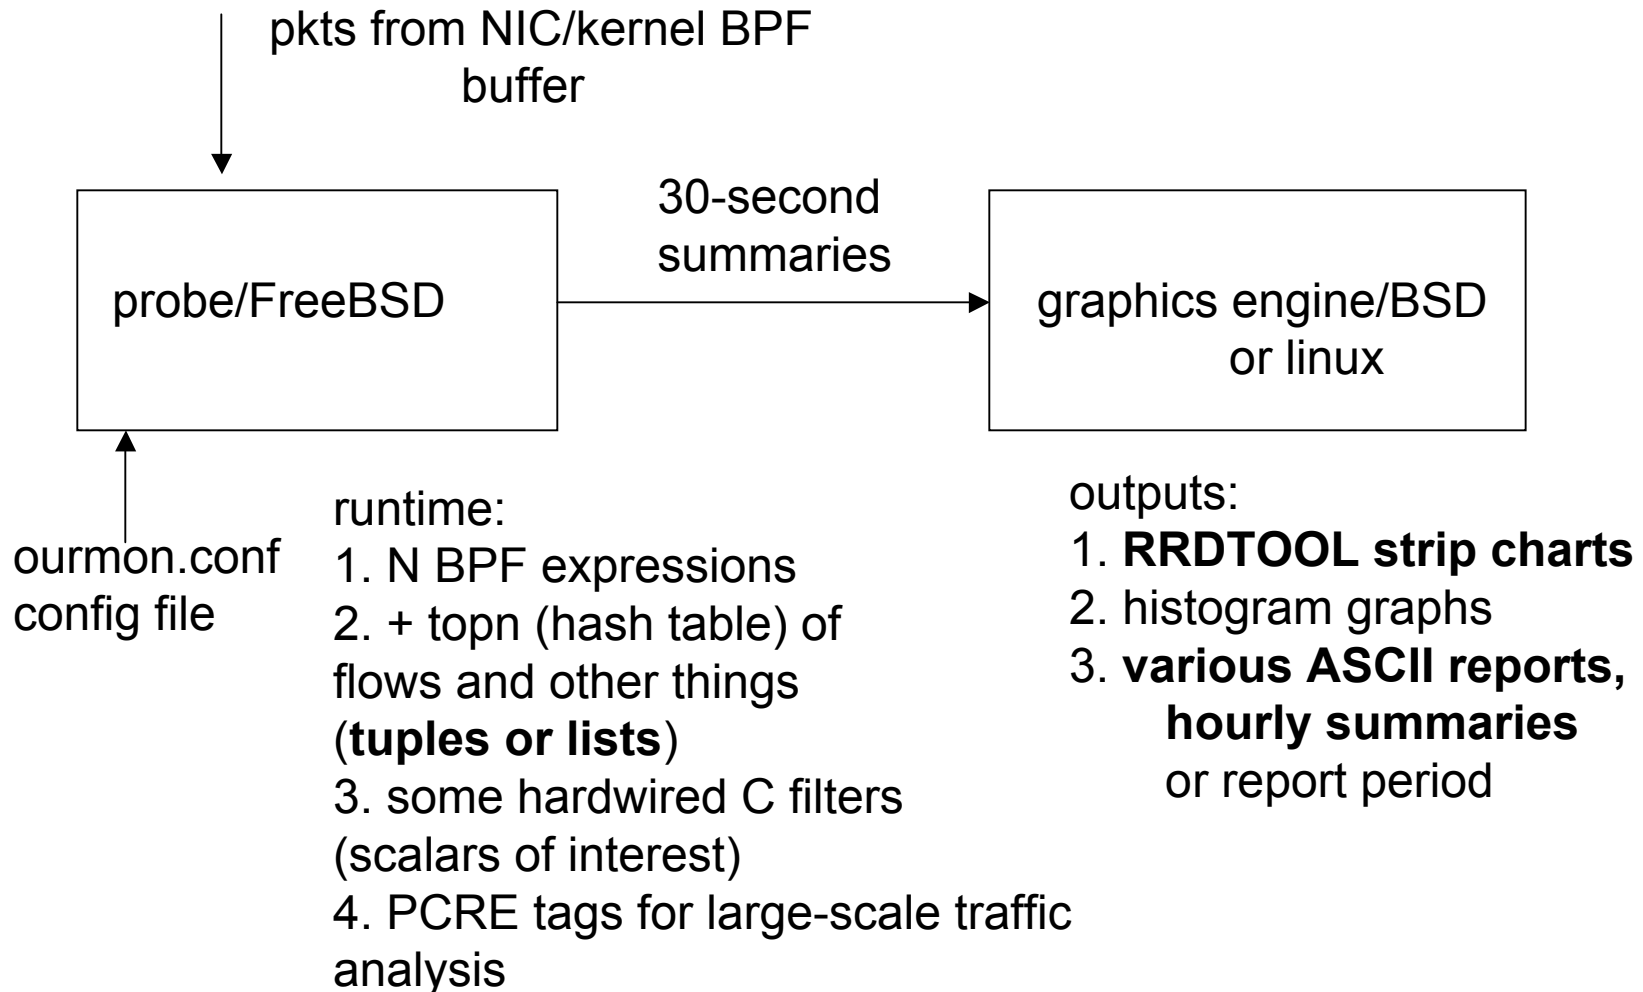 pkts from NIC/kernel BPF
buffer
30-second
summaries
probe/FreeBSD
graphics engine/BSD
or linux
ourmon.conf
config file
runtime:
1. N BPF expressions
2. + topn (hash table) of
flows and other things
(tuples or lists)
3. some hardwired C filters
(scalars of interest)
4. PCRE tags for large-scale traffic
analysis
outputs:
1. RRDTOOL strip charts
2. histogram graphs
3. various ASCII reports,
hourly summaries
or report period